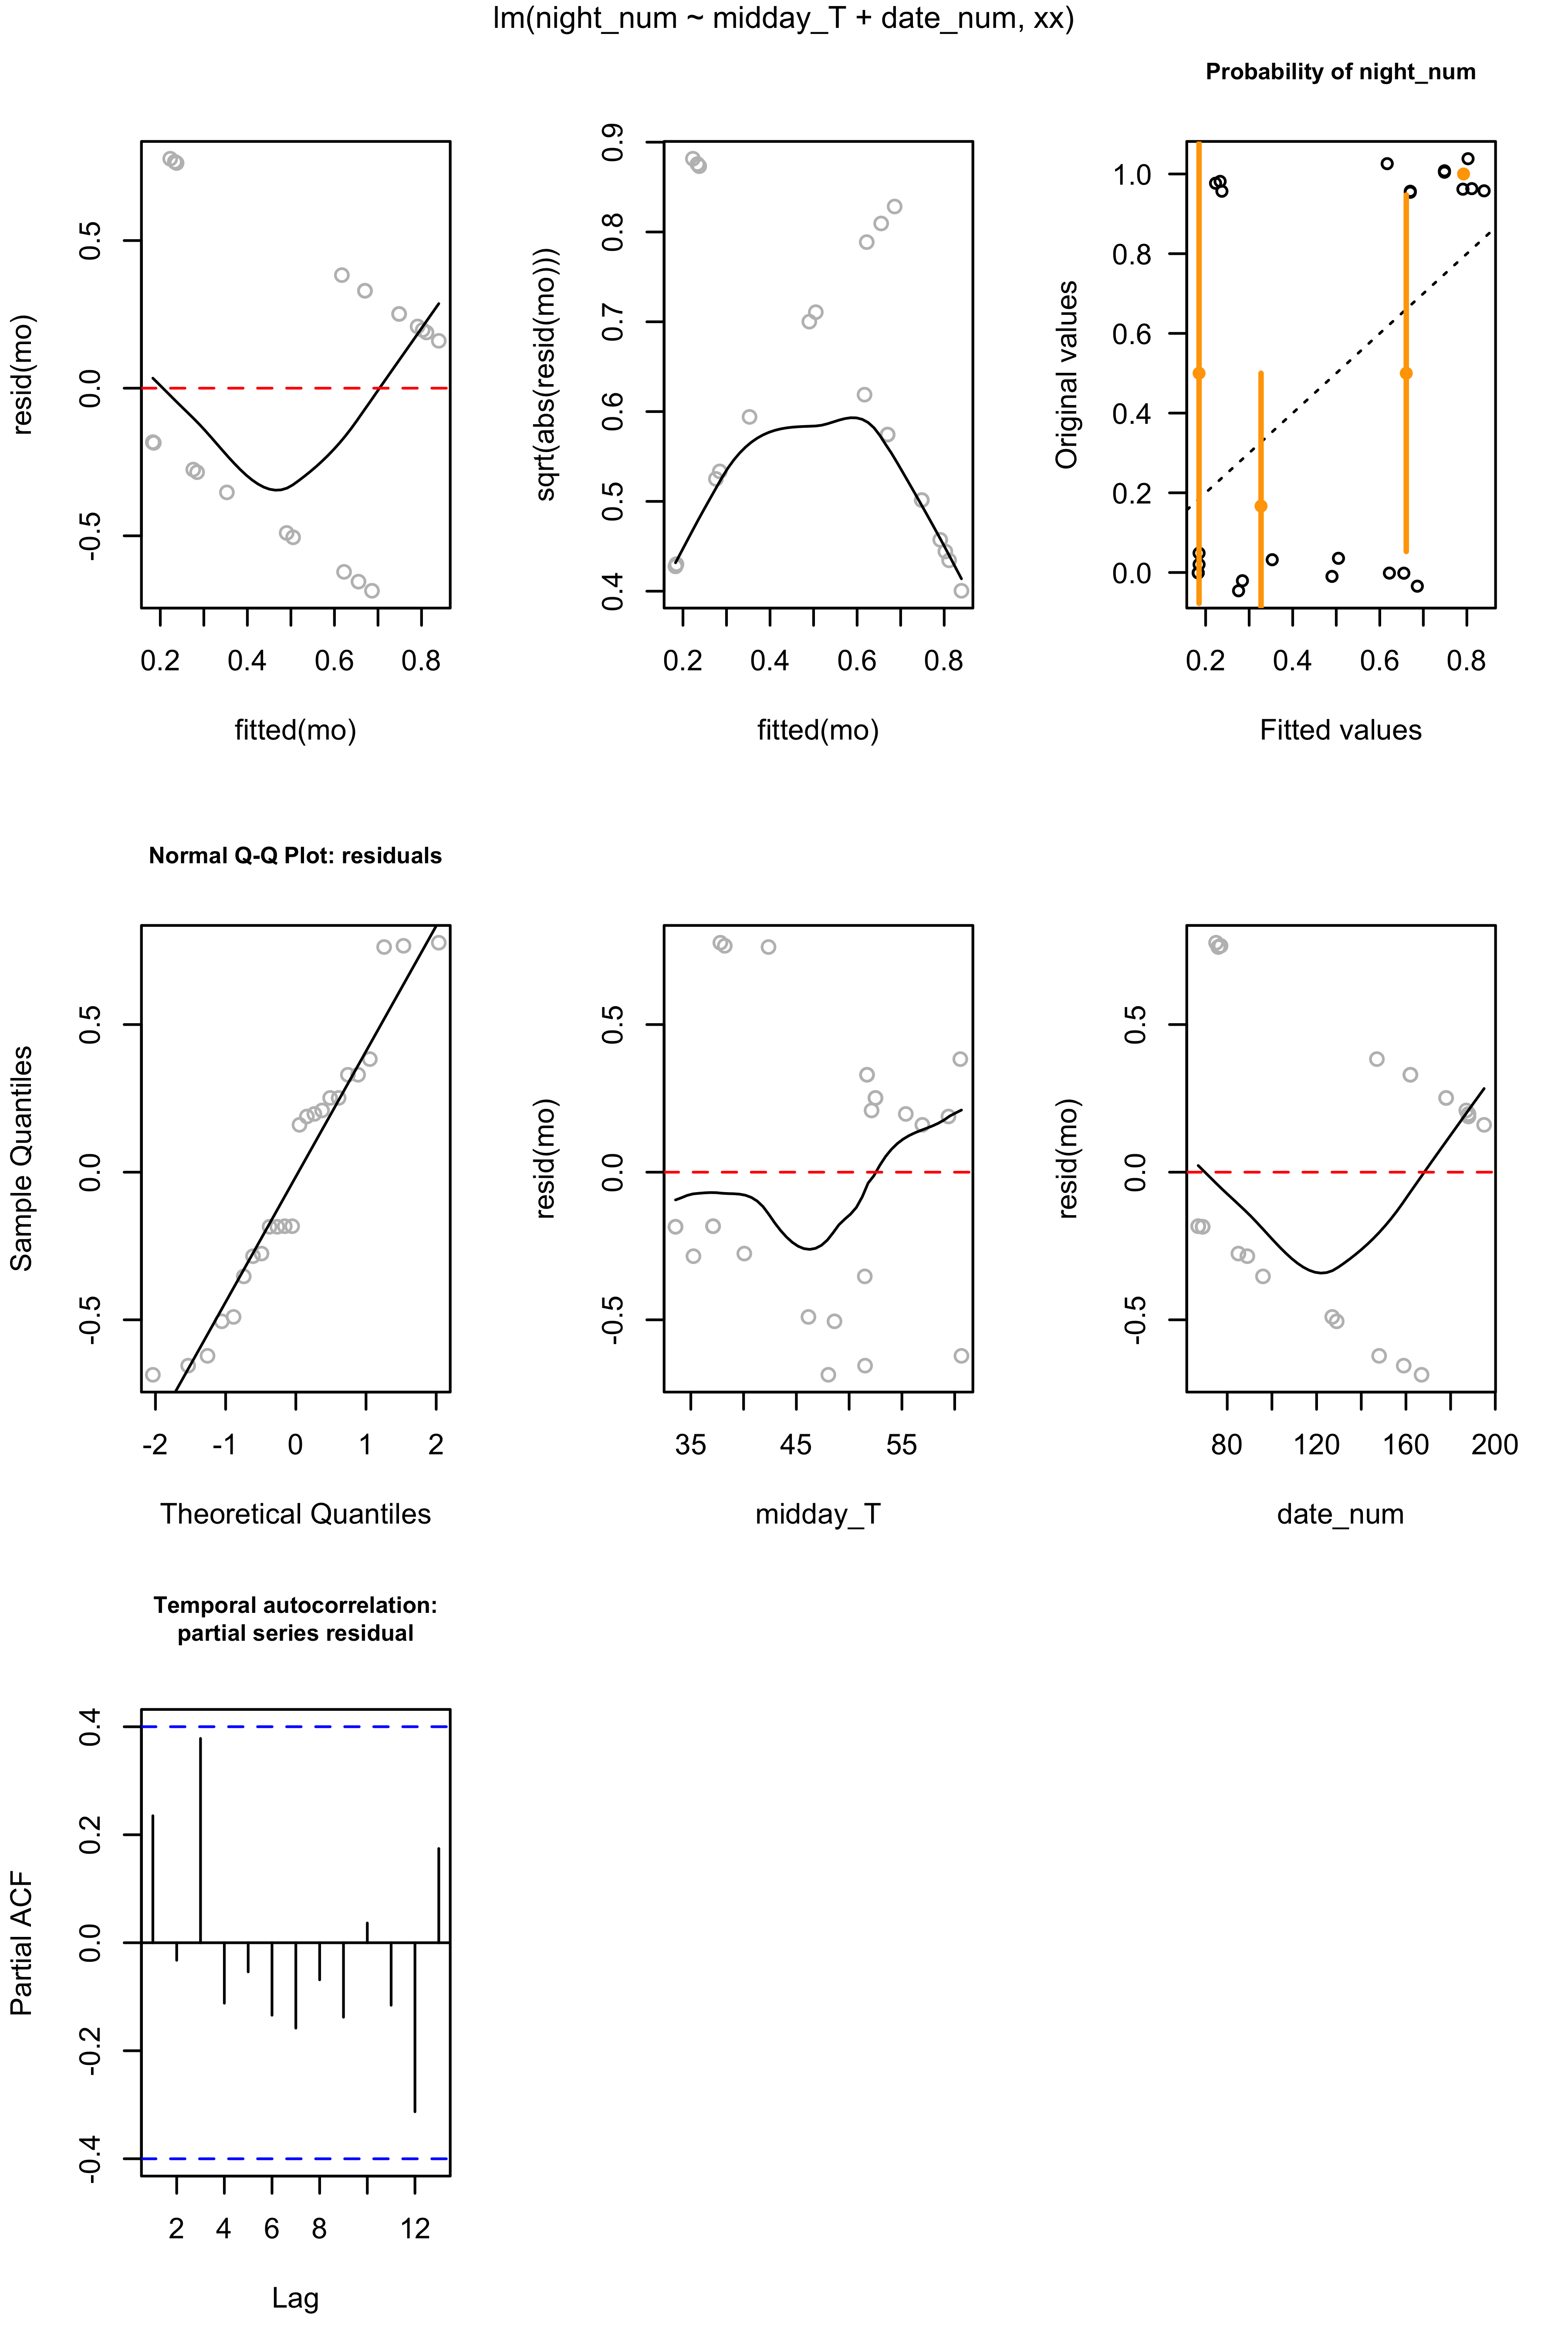 lm(night_num ~ midday_T + date_num, xx)
Probability of night_num
resid(mo)
-0.5 0.0 0.5
0.2 0.4 0.6 0.8
fitted(mo)
sqrt(abs(resid(mo)))
0.4 0.5 0.6 0.7 0.8 0.9
0.2 0.4 0.6 0.8
fitted(mo)
Original values
1.0
0.8
0.6
0.4
0.2
0.0
0.2 0.4 0.6 0.8
Fitted values
Normal Q-Q Plot: residuals
Sample Quantiles
-0.5 0.0 0.5
-2 -1 0 1 2
Theoretical Quantiles
resid(mo)
-0.5 0.0 0.5
35 45 55
midday_T
resid(mo)
-0.5 0.0 0.5
80 120 160 200
date_num
Temporal autocorrelation:
partial series residual
Partial ACF
-0.4 -0.2 0.0 0.2 0.4
2 4 6 8 12
Lag